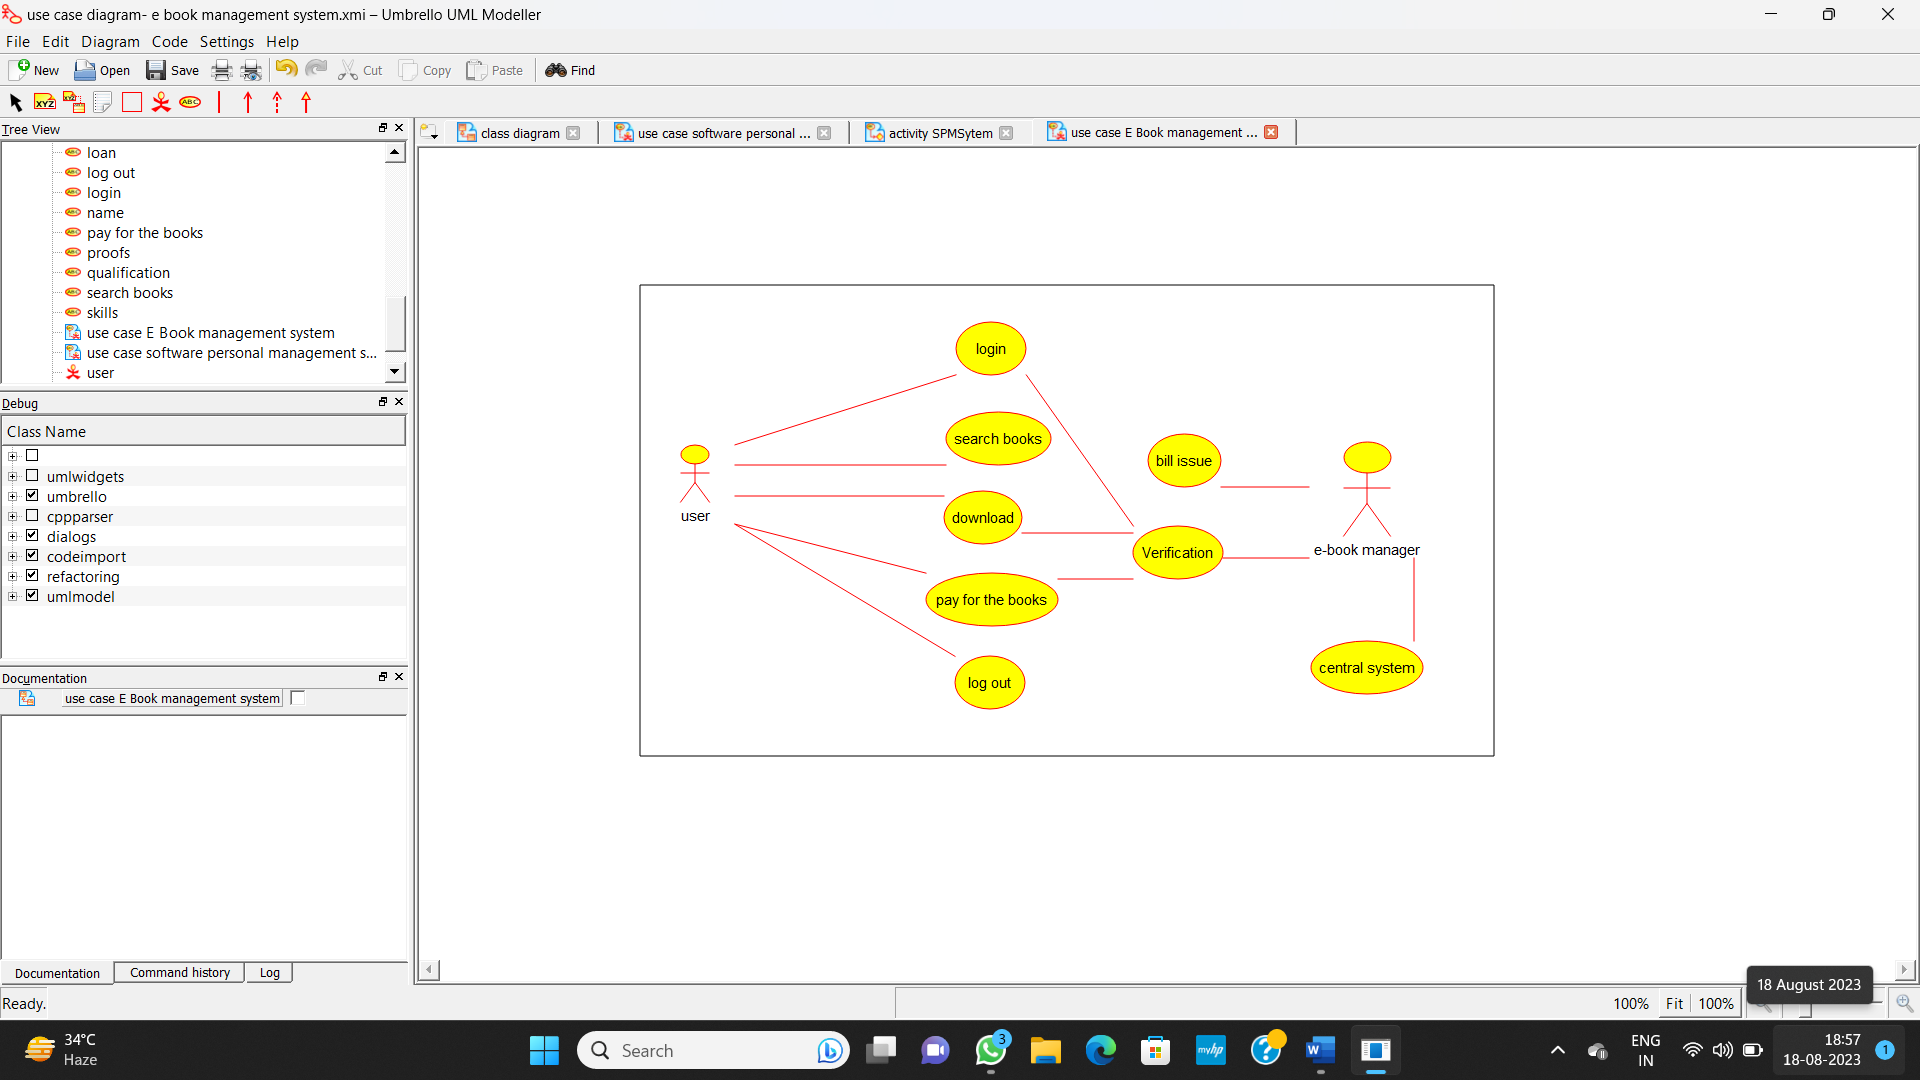 use case diagram- e book management system.xmi – Umbrello UML Modeller
File Edit Diagram Code Settings Help
New Open Save Cut Copy Paste Find
XYZ XYZ ABC
Tree View
class diagram
use case software personal ...
activity SPMSytem
use case E Book management ...
loan
log out
login
name
pay for the books
proofs
qualification
search books
skills
use case E Book management system
use case software personal management s...
user
Debug
Class Name
umlwidgets
umbrello
cppparser
dialogs
codeimport
refactoring
umlmodel
Documentation
use case E Book management system
Documentation Command history Log
login
search books
bill issue
user
download
Verification
e-book manager
pay for the books
central system
log out
18 August 2023
Ready.
100% Fit 100%
34°C
Haze
Search
3
myhp
W
ENG
IN
18:57
18-08-2023
1